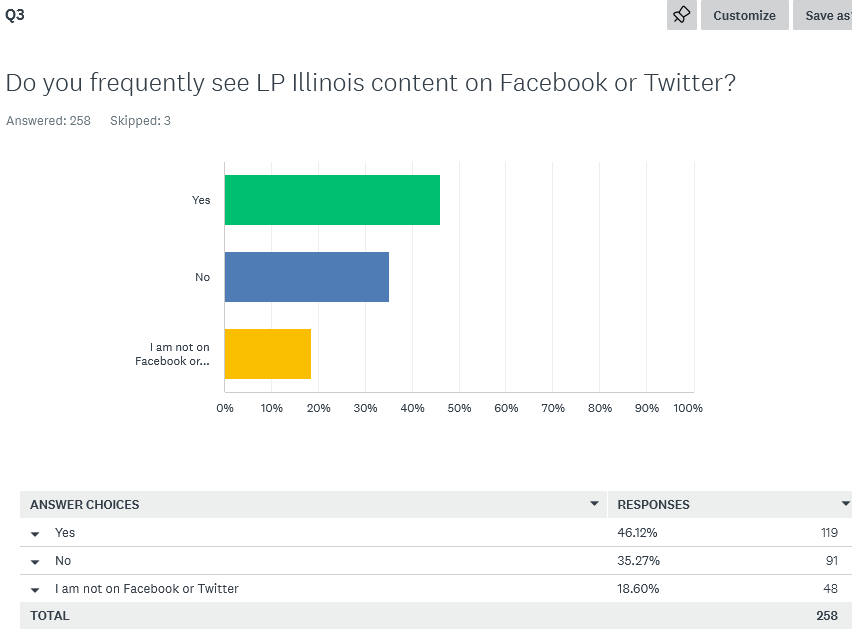 Q3
Customize
Save as
Do you frequently see LP Illinois content on Facebook or Twitter?
Answered: 258 Skipped: 3
Yes
No
I am not on
Facebook or...
0% 10% 20% 30% 40% 50% 60% 70% 80% 90% 100%
ANSWER CHOICES RESPONSES
Yes 46.12% 119
No 35.27% 91
I am not on Facebook or Twitter 18.60% 48
TOTAL 258